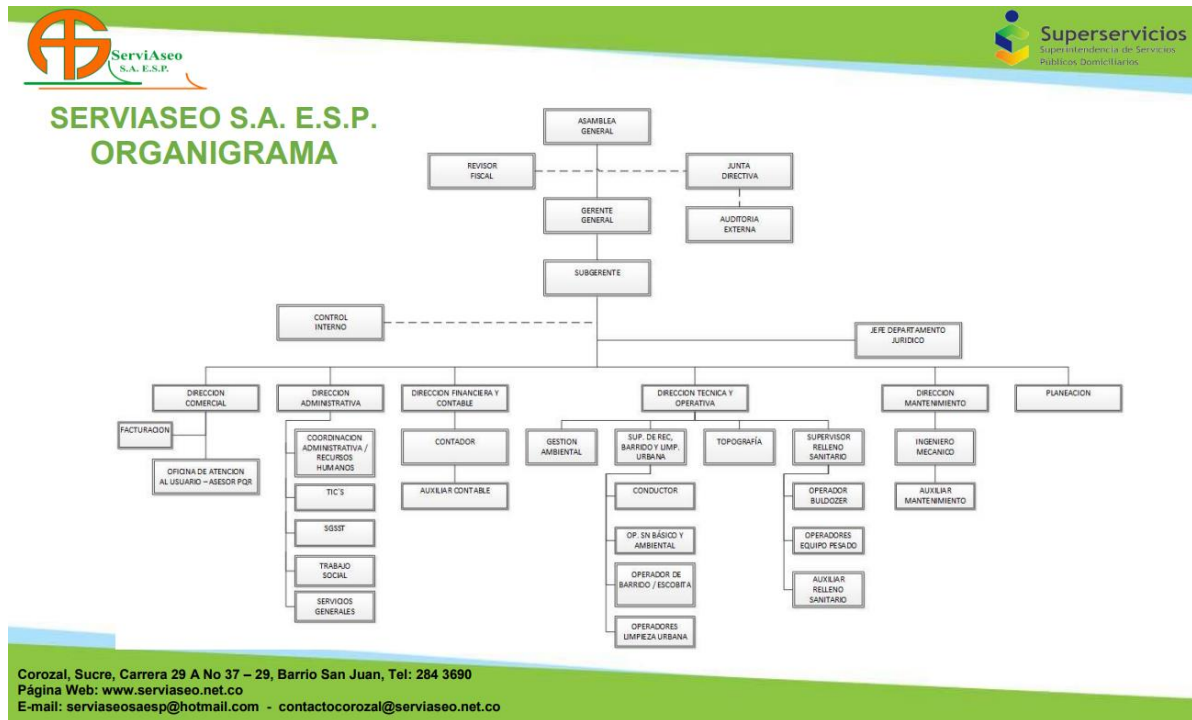 ServiAseo
S.A. E.S.P.
Superservicios
Superintendencia de Servicios
Públicos Domiciliarios
SERVIASEO S.A. E.S.P.
ORGANIGRAMA
ASAMBLEA
GENERAL
REVISOR
FISCAL
JUNTA
DIRECTIVA
GERENTE
GENERAL
AUDITORIA
EXTERNA
SUBGERENTE
CONTROL
INTERNO
JEFE DEPARTAMENTO
JURIDICO
DIRECCION
COMERCIAL
DIRECCION
ADMINISTRATIVA
DIRECCION FINANCIERA Y
CONTABLE
DIRECCION TECNICA Y
OPERATIVA
DIRECCION
MANTENIMIENTO
PLANEACION
FACTURACION
OFICINA DE ATENCION
AL USUARIO – ASESOR PQR
COORDINACION
ADMINISTRATIVA /
RECURSOS
HUMANOS
TIC´S
SGSST
TRABAJO
SOCIAL
SERVICIOS
GENERALES
CONTADOR
AUXILIAR CONTABLE
GESTION
AMBIENTAL
SUP. DE REC,
BARRIDO Y LIMP.
URBANA
CONDUCTOR
OP. SN BÁSICO Y
AMBIENTAL
OPERADOR DE
BARRIDO / ESCOBITA
OPERADORES
LIMPIEZA URBANA
TOPOGRAFÍA
SUPERVISOR
RELLENO
SANITARIO
OPERADOR
BULDOZER
OPERADORES
EQUIPO PESADO
AUXILIAR
RELLENO
SANITARIO
INGENIERO
MECANICO
AUXILIAR
MANTENIMIENTO
Corozal, Sucre, Carrera 29 A No 37 – 29, Barrio San Juan, Tel: 284 3690
Página Web: www.serviaseo.net.co
E-mail: serviaseosaesp@hotmail.com - contactocorozal@serviaseo.net.co